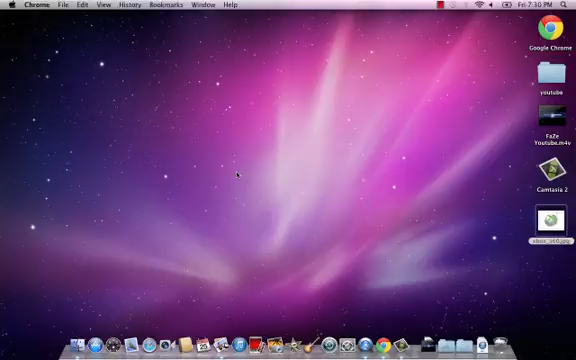 Chrome File Edit View History Bookmarks Window Help
Fri 7:30 PM
Google Chrome
youtube
FaZe
Youtube.m4v
Camtasia 2
25